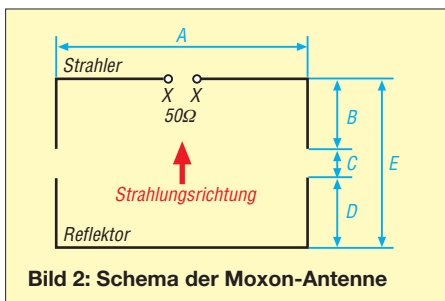 A
Strahler
X X
50Ω
B
C
E
Strahlungsrichtung
D
Reflektor
Bild 2: Schema der Moxon-Antenne